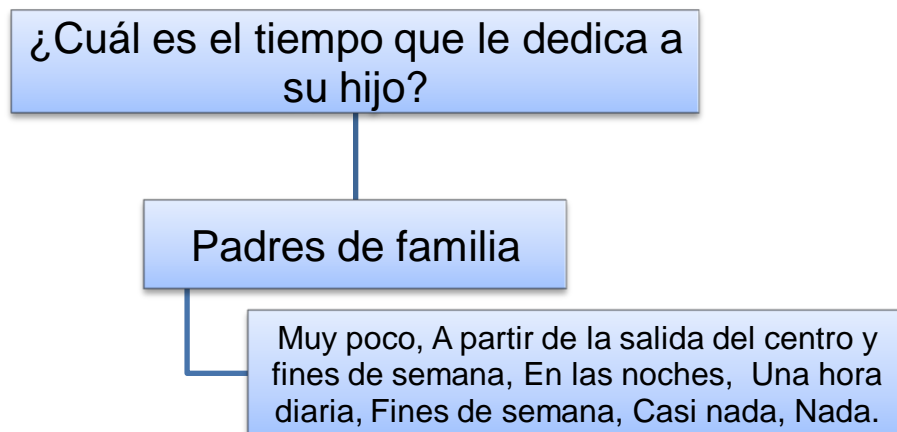 ¿Cuál es el tiempo que le dedica a
su hijo?
Padres de familia
Muy poco, A partir de la salida del centro y
fines de semana, En las noches, Una hora
diaria, Fines de semana, Casi nada, Nada.